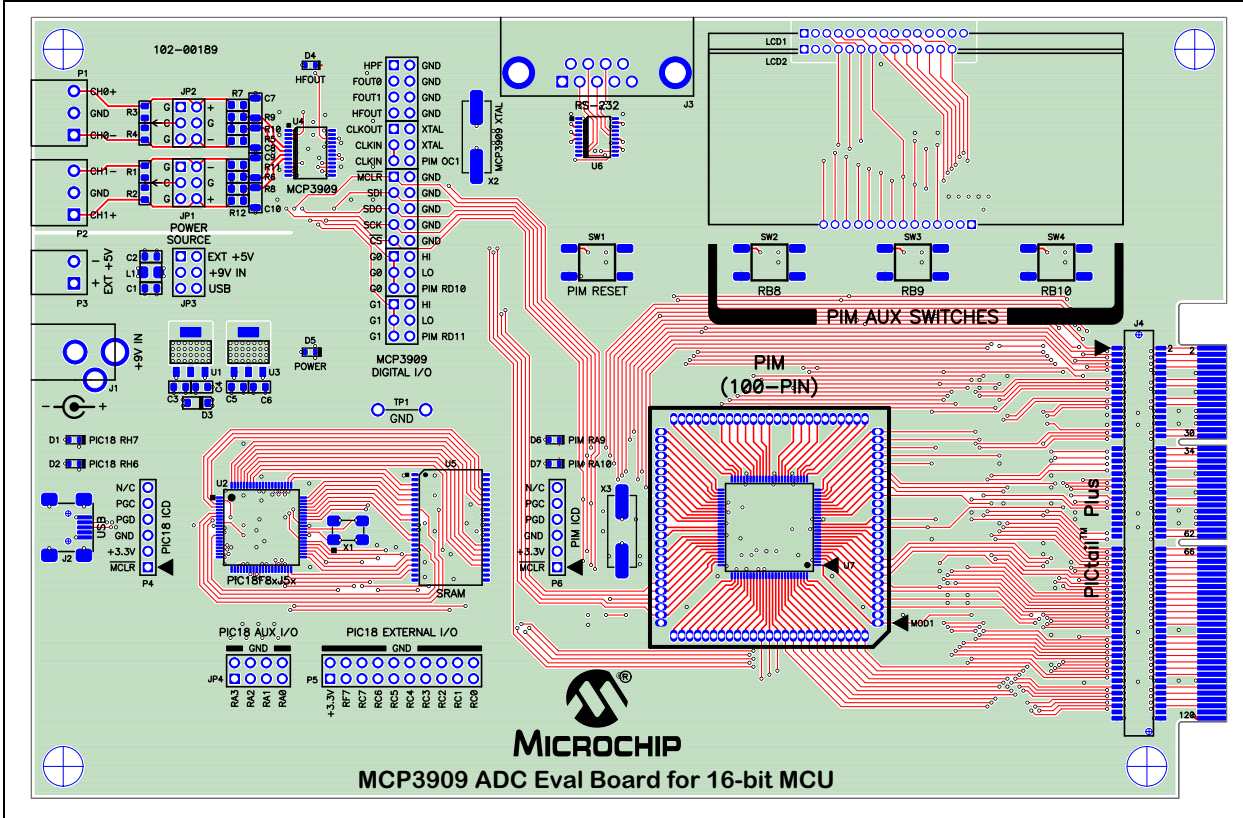 102-00189
P1
CH0+
GND
CH0-
R3
R4
JP2
G +
G G
G -
R7
C7
R9
R10
R5
C8
U4
D4
HFOUT
CH1-
GND
CH1+
P2
R1
R2
G -
G G
G +
JP1
C9
R11
R6
R8
R12
C10
MCP3909
HPF GND
FOUT0 GND
FOUT1 GND
HFOUT GND
CLKOUT XTAL
CLKIN XTAL
CLKIN PIM OC1
MCLR GND
SDI GND
SDO GND
SCK GND
CS GND
G0 HI
G0 LO
G0 PIM RD10
G1 HI
G1 LO
G1 PIM RD11
MCP3909
DIGITAL I/O
MCP3909 XTAL
X2
RS-232
J3
U6
LCD1
LCD2
POWER
SOURCE
EXT +5V
+9V IN
USB
JP3
- +
EXT +5V
P3
C2
L1
C1
SW1
PIM RESET
SW2
RB8
SW3
RB9
SW4
RB10
PIM AUX SWITCHES
+9V IN
J1
- +
U1
U3
C3
C4
C5
C6
D3
D5
POWER
TP1
GND
PIM
(100-PIN)
J4
2 2
30
34
62
66
120
PICtail™ Plus
D1 PIC18 RH7
D2 PIC18 RH6
USB
J2
N/C
PGC
PGD
GND
+3.3V
MCLR
PIC18 ICD
P4
U2
PIC18F8xJ5x
X1
U5
SRAM
D6 PIM RA9
D7 PIM RA10
N/C
PGC
PGD
GND
+3.3V
MCLR
PIM ICD
P6
X3
U7
MOD1
PIC18 AUX I/O
GND
JP4
RA3
RA2
RA1
RA0
PIC18 EXTERNAL I/O
GND
P5
+3.3V
RF7
RC7
RC6
RC5
RC4
RC3
RC2
RC1
RC0
®
MICROCHIP
MCP3909 ADC Eval Board for 16-bit MCU